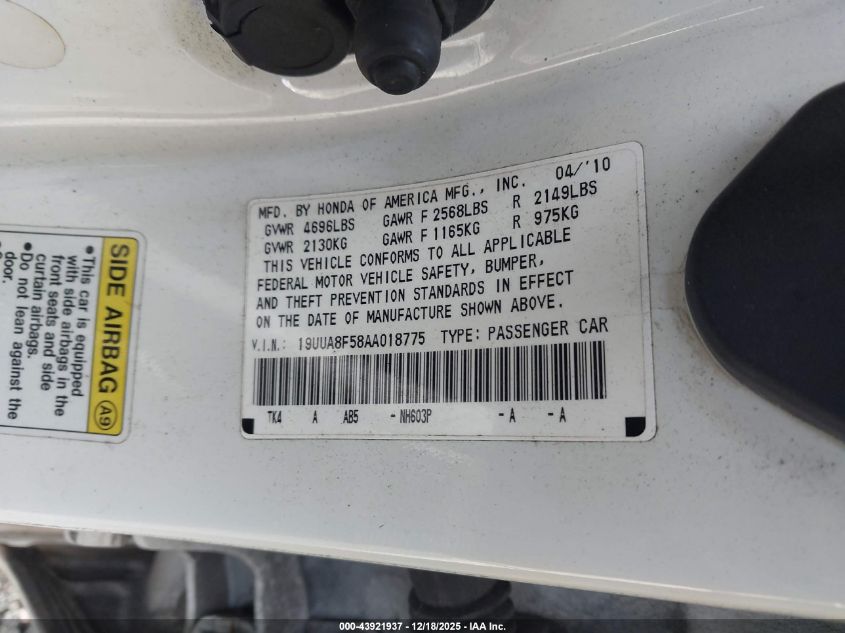 MFD. BY HONDA OF AMERICA MFG., INC. 04/'10
GVWR 4696LBS GAWR F 2568LBS R 2149LBS
GVWR 2130KG GAWR F 1165KG R 975KG
THIS VEHICLE CONFORMS TO ALL APPLICABLE
FEDERAL MOTOR VEHICLE SAFETY, BUMPER,
AND THEFT PREVENTION STANDARDS IN EFFECT
ON THE DATE OF MANUFACTURE SHOWN ABOVE.
V.I.N.: 19UUA8F58AA018775 TYPE: PASSENGER CAR
TK4 A AB5 -NH603P -A -A
SIDE AIRBAG A9
•This car is equipped
with side airbags in the
front seats and side
curtain airbags.
•Do not lean against the
door.
000-43921937 - 12/18/2025 - IAA Inc.